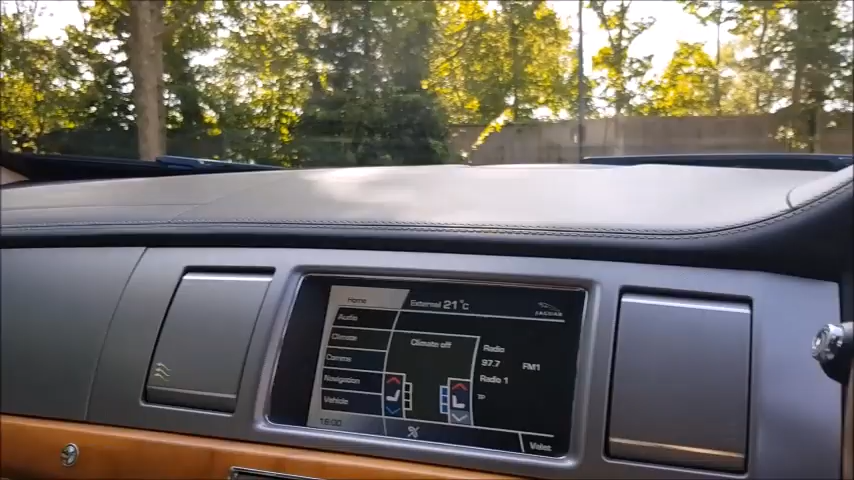 Home
External 21°C
JAGUAR
Audio
Climate
Climate off
Radio
97.7
FM1
Comms
Radio 1
Navigation
TP
Vehicle
16:00
Valet